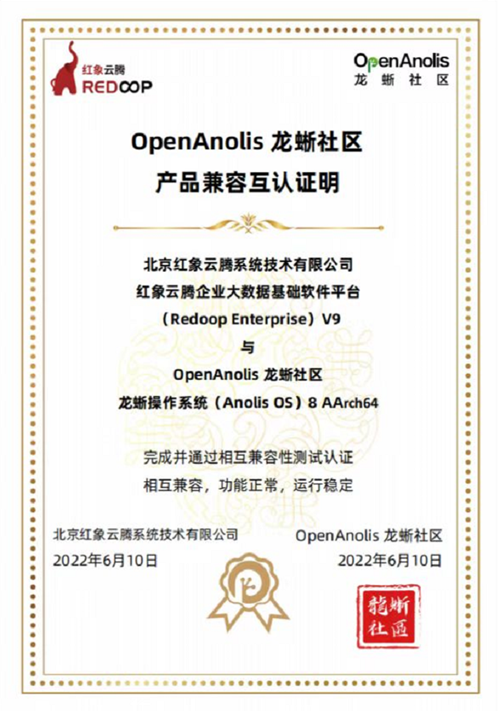 红象云腾
REDOOP
OpenAnolis
龙蜥社区
OpenAnolis 龙蜥社区
产品兼容互认证明
北京红象云腾系统技术有限公司
红象云腾企业大数据基础软件平台
（Redoop Enterprise）V9
与
OpenAnolis 龙蜥社区
龙蜥操作系统（Anolis OS）8 AArch64
完成并通过相互兼容性测试认证
相互兼容，功能正常，运行稳定
北京红象云腾系统技术有限公司
2022年6月10日
OpenAnolis 龙蜥社区
2022年6月10日
龍蜥
社區